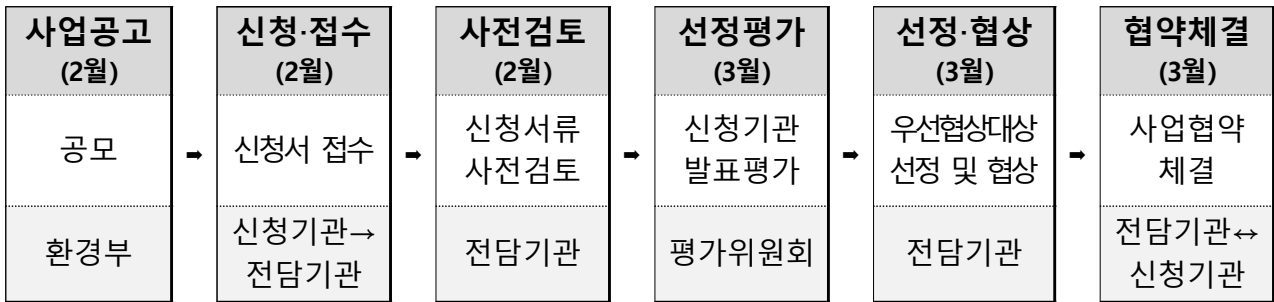 사업공고
(2월)
공모
환경부
➡
신청·접수
(2월)
신청서 접수
신청기관→
전담기관
➡
사전검토
(2월)
신청서류
사전검토
전담기관
➡
선정평가
(3월)
신청기관
발표평가
평가위원회
➡
선정·협상
(3월)
우선협상대상
선정 및 협상
전담기관
➡
협약체결
(3월)
사업협약
체결
전담기관↔
신청기관